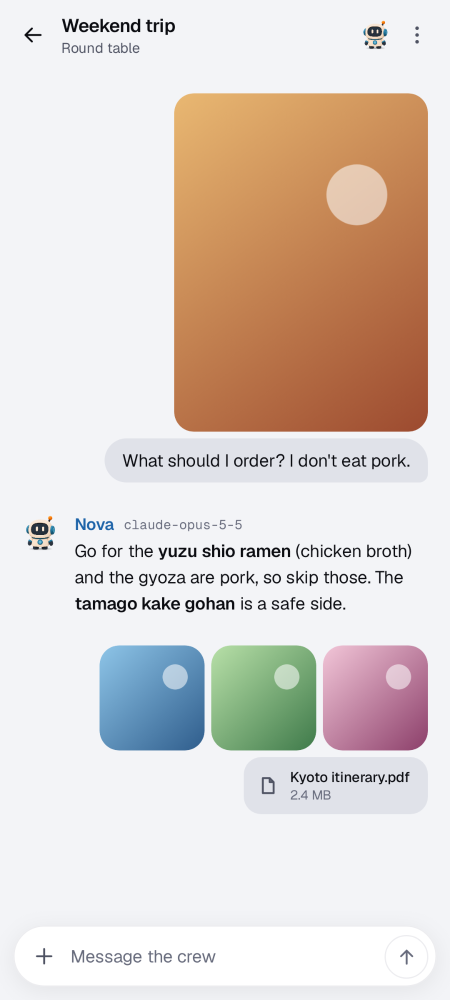 Weekend trip
Round table
What should I order? I don't eat pork.
Nova claude-opus-5-5
Go for the yuzu shio ramen (chicken broth)
and the gyoza are pork, so skip those. The
tamago kake gohan is a safe side.
Kyoto itinerary.pdf
2.4 MB
Message the crew